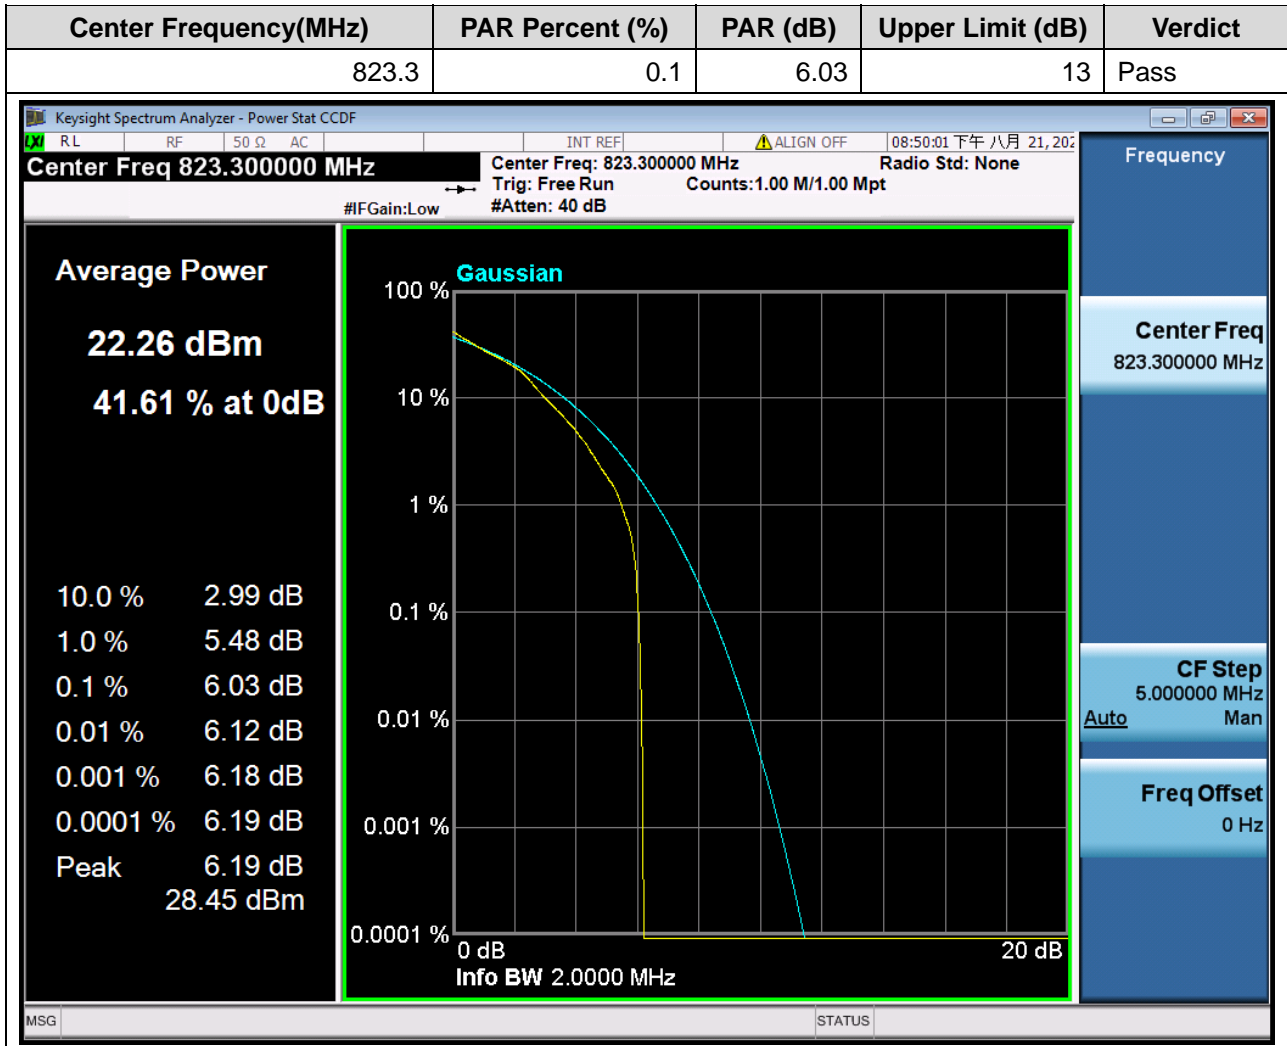 Center Frequency(MHz) PAR Percent (%) PAR (dB) Upper Limit (dB) Verdict
823.3 0.1 6.03 13 Pass
Keysight Spectrum Analyzer - Power Stat CCDF
LXI RL RF 50 Ω AC INT REF ALIGN OFF 08:50:01 下午 八月 21, 202
Center Freq 823.300000 MHz
Center Freq: 823.300000 MHz Radio Std: None
Trig: Free Run Counts:1.00 M/1.00 Mpt
#IFGain:Low #Atten: 40 dB
Average Power
22.26 dBm
41.61 % at 0dB
10.0 % 2.99 dB
1.0 % 5.48 dB
0.1 % 6.03 dB
0.01 % 6.12 dB
0.001 % 6.18 dB
0.0001 % 6.19 dB
Peak 6.19 dB
28.45 dBm
Gaussian
100 %
10 %
1 %
0.1 %
0.01 %
0.001 %
0.0001 %
0 dB 20 dB
Info BW 2.0000 MHz
Frequency
Center Freq
823.300000 MHz
CF Step
5.000000 MHz
Auto Man
Freq Offset
0 Hz
MSG STATUS